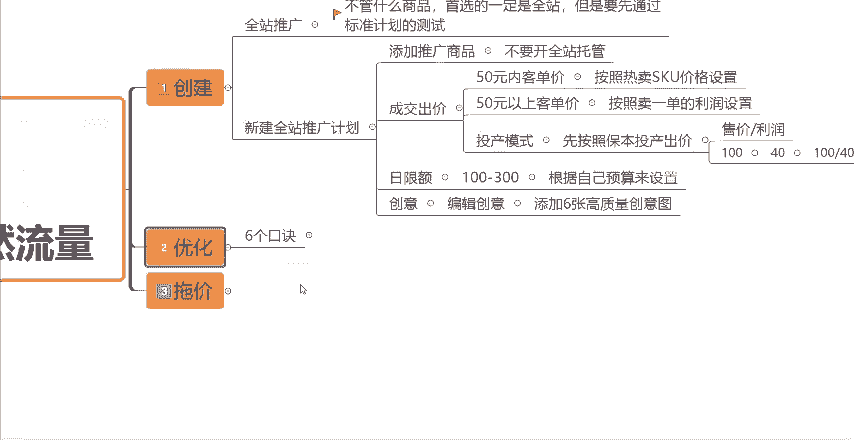 不管什么商品，首选的一定是全站，但是要先通过
标准计划的测试
全站推广
添加推广商品 不要开全站托管
50元内客单价 按照热卖SKU价格设置
1 创建
成交出价
50元以上客单价 按照卖一单的利润设置
新建全站推广计划
售价/利润
投产模式 先按照保本投产出价
100 40 100/40
日限额 100-300 根据自己预算来设置
创意 编辑创意 添加6张高质量创意图
然流量
2 优化
6个口诀
3 拖价